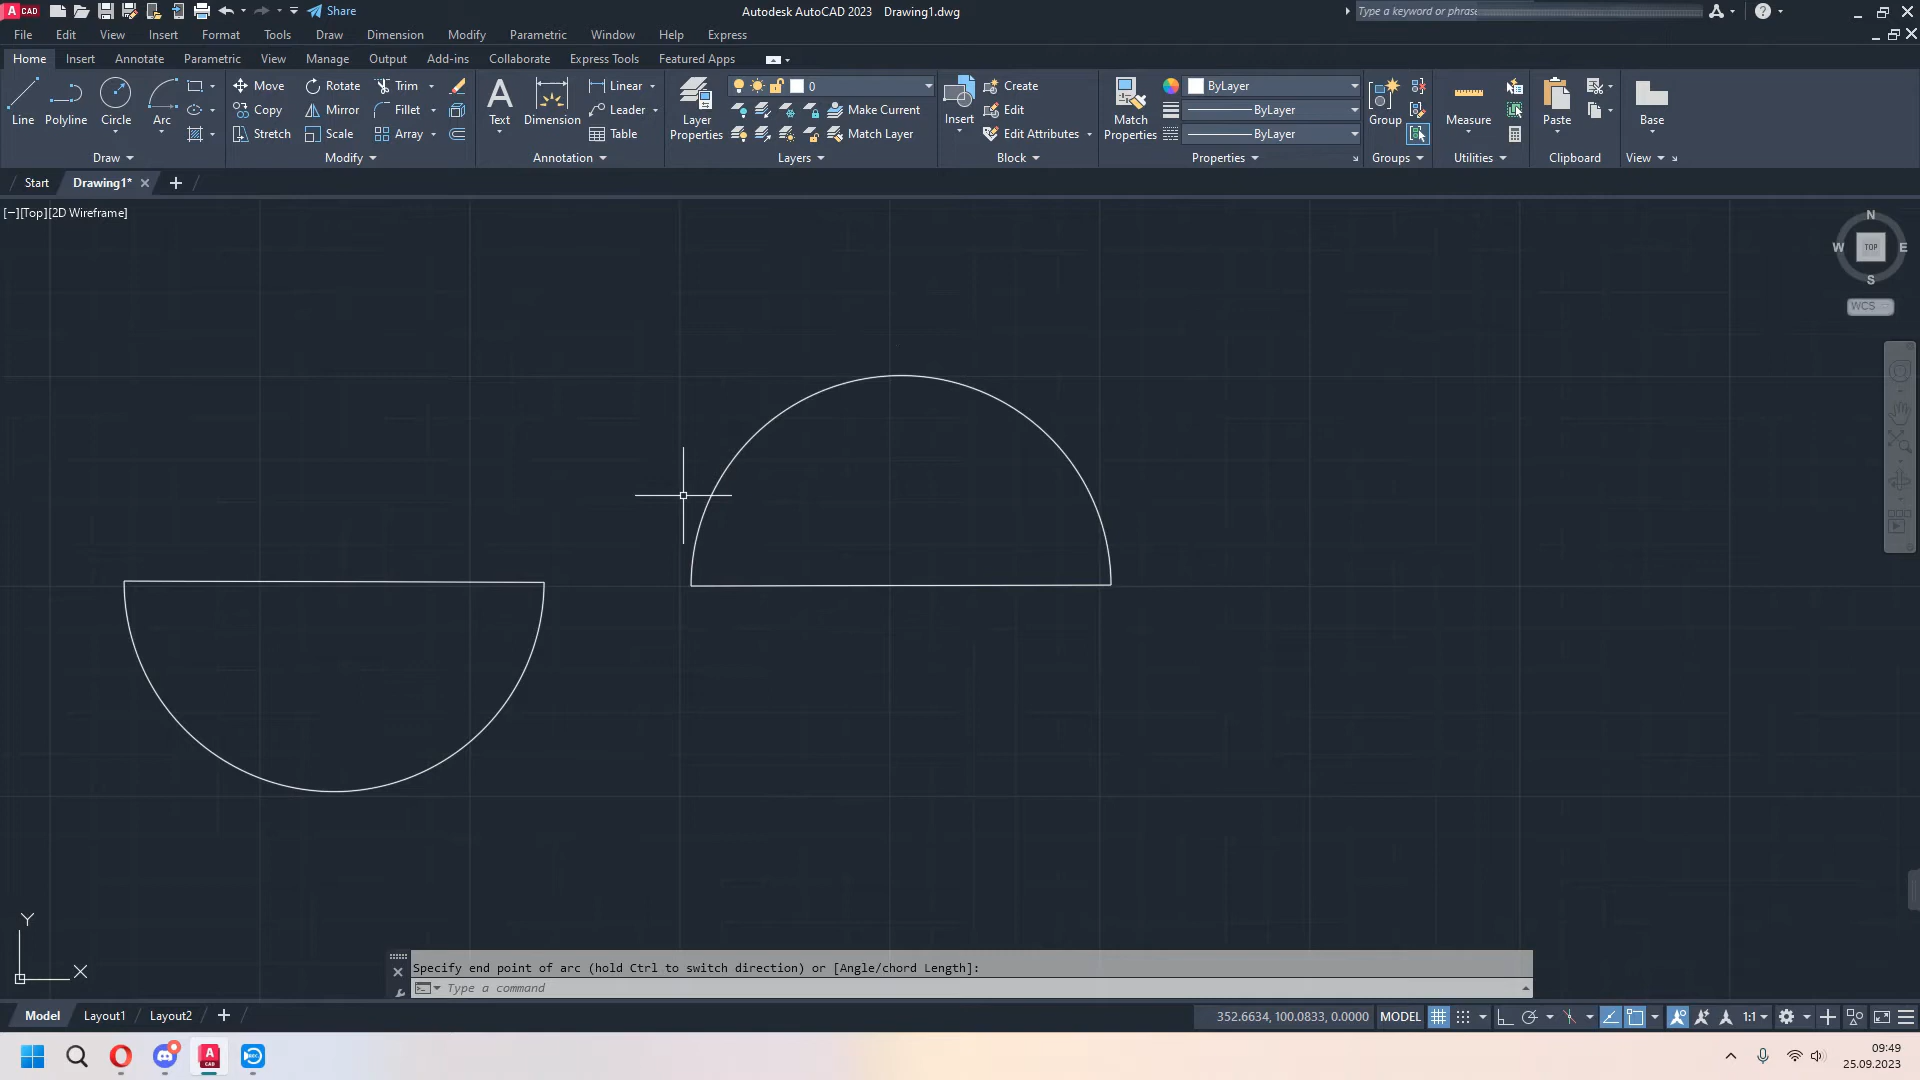 A CAD Share Autodesk AutoCAD 2023 Drawing1.dwg Type a keyword or phrase
File Edit View Insert Format Tools Draw Dimension Modify Parametric Window Help Express
Home Insert Annotate Parametric View Manage Output Add-ins Collaborate Express Tools Featured Apps
Line Polyline Circle Arc
Move Rotate Trim
Copy Mirror Fillet
Stretch Scale Array
Text Dimension
Linear
Leader
Table
Layer
Properties
0
Make Current
Match Layer
Insert
Create
Edit
Edit Attributes
Match
Properties
ByLayer
ByLayer
ByLayer
Group
Measure
Paste
Base
Draw Modify Annotation Layers Block Properties Groups Utilities Clipboard View
Start Drawing1*
[−][Top][2D Wireframe]
N
W TOP E
S
WCS
Y
X
Specify end point of arc (hold Ctrl to switch direction) or [Angle/chord Length]:
Type a command
Model Layout1 Layout2 352.6634, 100.0833, 0.0000 MODEL 1:1
A CAD
REC
09:49
25.09.2023